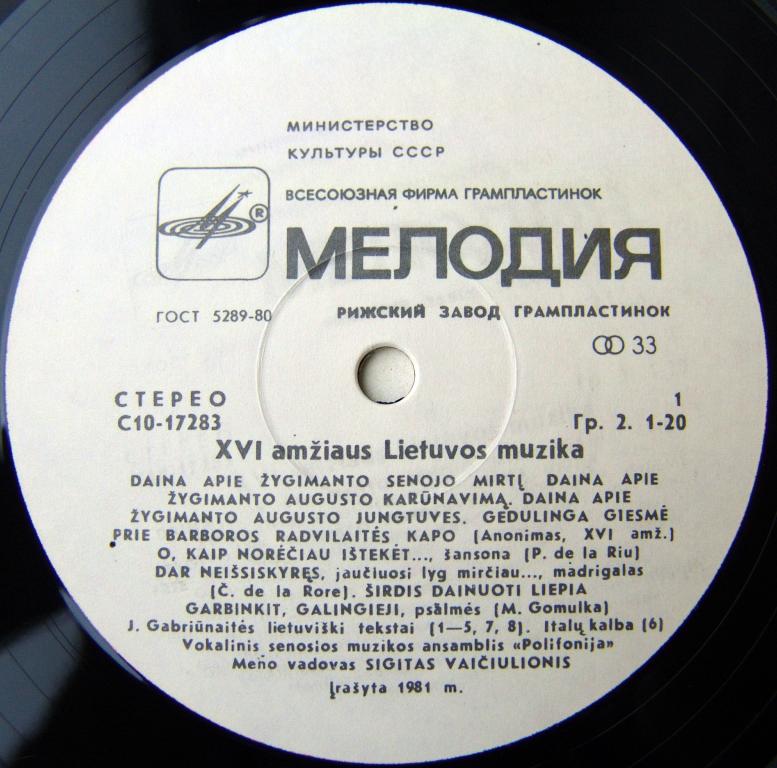 МИНИСТЕРСТВО
КУЛЬТУРЫ СССР
ВСЕСОЮЗНАЯ ФИРМА ГРАМПЛАСТИНОК
®
МЕЛОДИЯ
ГОСТ 5289-80 РИЖСКИЙ ЗАВОД ГРАМПЛАСТИНОК
33
СТЕРЕО 1
С10-17283 Гр. 2. 1-20
XVI amžiaus Lietuvos muzika
DAINA APIE ŽYGIMANTO SENOJO MIRTĮ. DAINA APIE
ŽYGIMANTO AUGUSTO KARŪNAVIMĄ. DAINA APIE
ŽYGIMANTO AUGUSTO JUNGTUVES. GEDULINGA GIESMĖ
PRIE BARBOROS RADVILAITĖS KAPO (Anonimas, XVI amž.)
O, KAIP NORĖČIAU IŠTEKĖT..., šansona (P. de la Riu)
DAR NEIŠSISKYRĘS, jaučiuosi lyg mirčiau..., madrigalas
(Č. de la Rore). ŠIRDIS DAINUOTI LIEPIA
GARBINKIT, GALINGIEJI, psalmės (M. Gomulka)
J. Gabriūnaitės lietuviški tekstai (1—5, 7, 8). Italų kalba (6)
Vokalinis senosios muzikos ansamblis «Polifonija»
Meno vadovas SIGITAS VAIČIULIONIS
Įrašyta 1981 m.